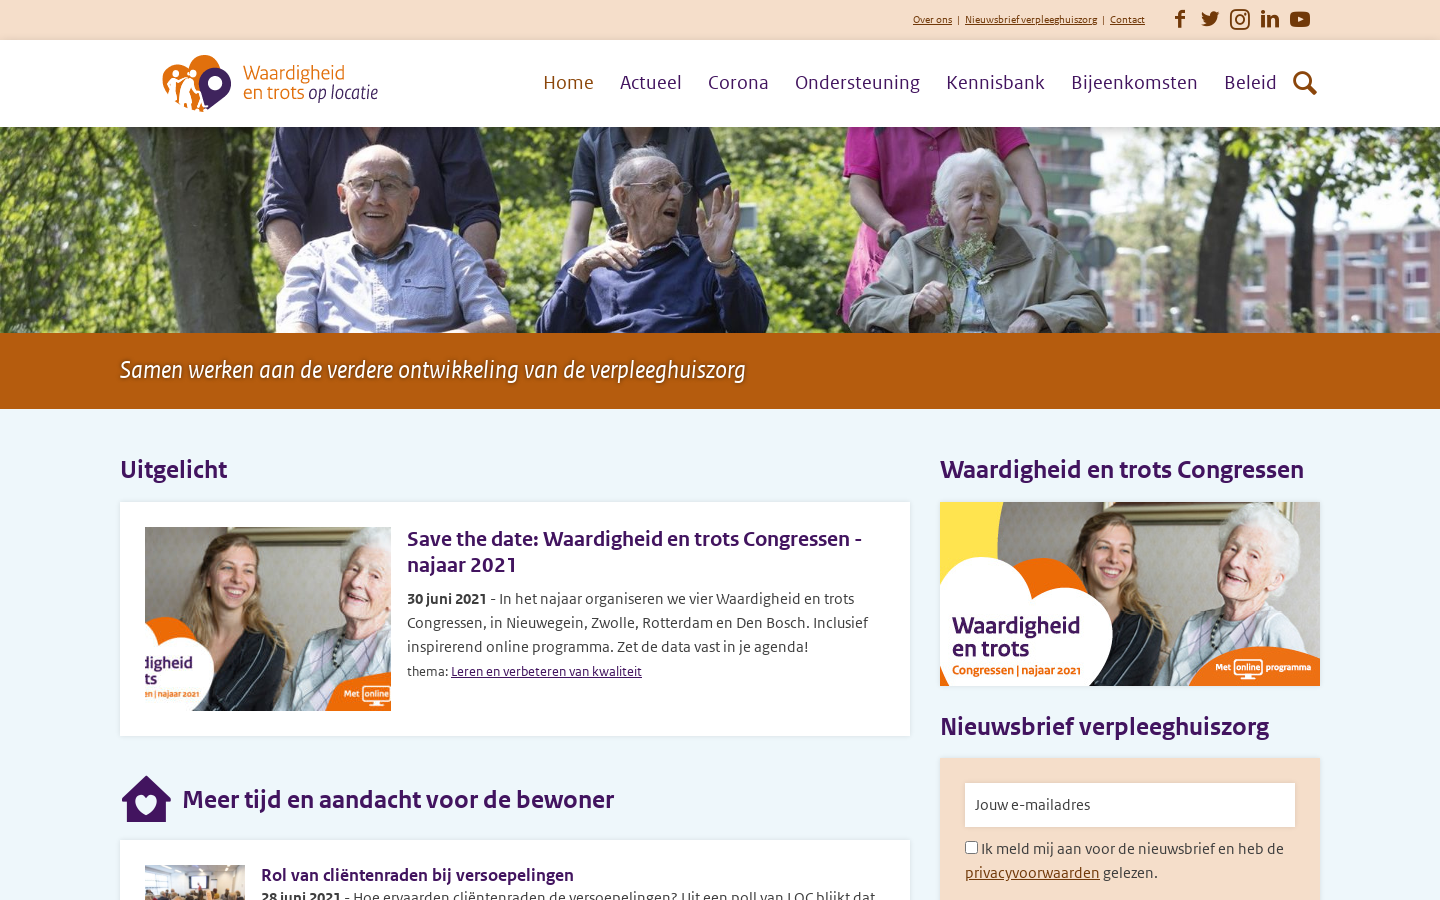 Over ons | Nieuwsbrief verpleeghuiszorg | Contact
Waardigheid
en trots op locatie
Home Actueel Corona Ondersteuning Kennisbank Bijeenkomsten Beleid
Samen werken aan de verdere ontwikkeling van de verpleeghuiszorg
Uitgelicht
digheid
ts
en | najaar 2021
Met online
Save the date: Waardigheid en trots Congressen -
najaar 2021
30 juni 2021 - In het najaar organiseren we vier Waardigheid en trots
Congressen, in Nieuwegein, Zwolle, Rotterdam en Den Bosch. Inclusief
inspirerend online programma. Zet de data vast in je agenda!
thema: Leren en verbeteren van kwaliteit
Meer tijd en aandacht voor de bewoner
Rol van cliëntenraden bij versoepelingen
28 juni 2021 - Hoe ervaarden cliëntenraden de versoepelingen? Uit een poll van LOC blijkt dat
Waardigheid en trots Congressen
Waardigheid
en trots
Congressen | najaar 2021
Met online programma
Nieuwsbrief verpleeghuiszorg
Jouw e-mailadres
Ik meld mij aan voor de nieuwsbrief en heb de
privacyvoorwaarden gelezen.